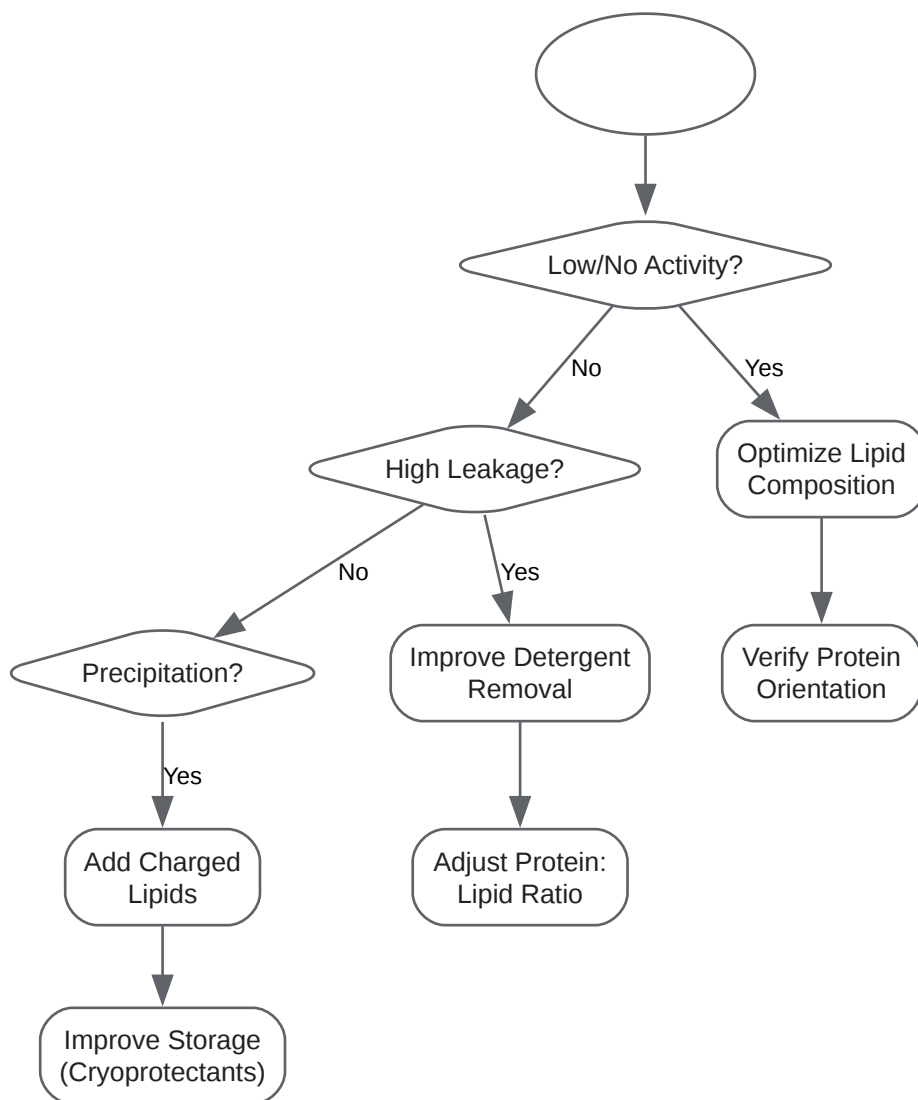 Low/No Activity?
No
Yes
High Leakage?
Optimize Lipid
Composition
No
Yes
Precipitation?
Improve Detergent
Removal
Verify Protein
Orientation
Yes
Add Charged
Lipids
Adjust Protein:
Lipid Ratio
Improve Storage
(Cryoprotectants)